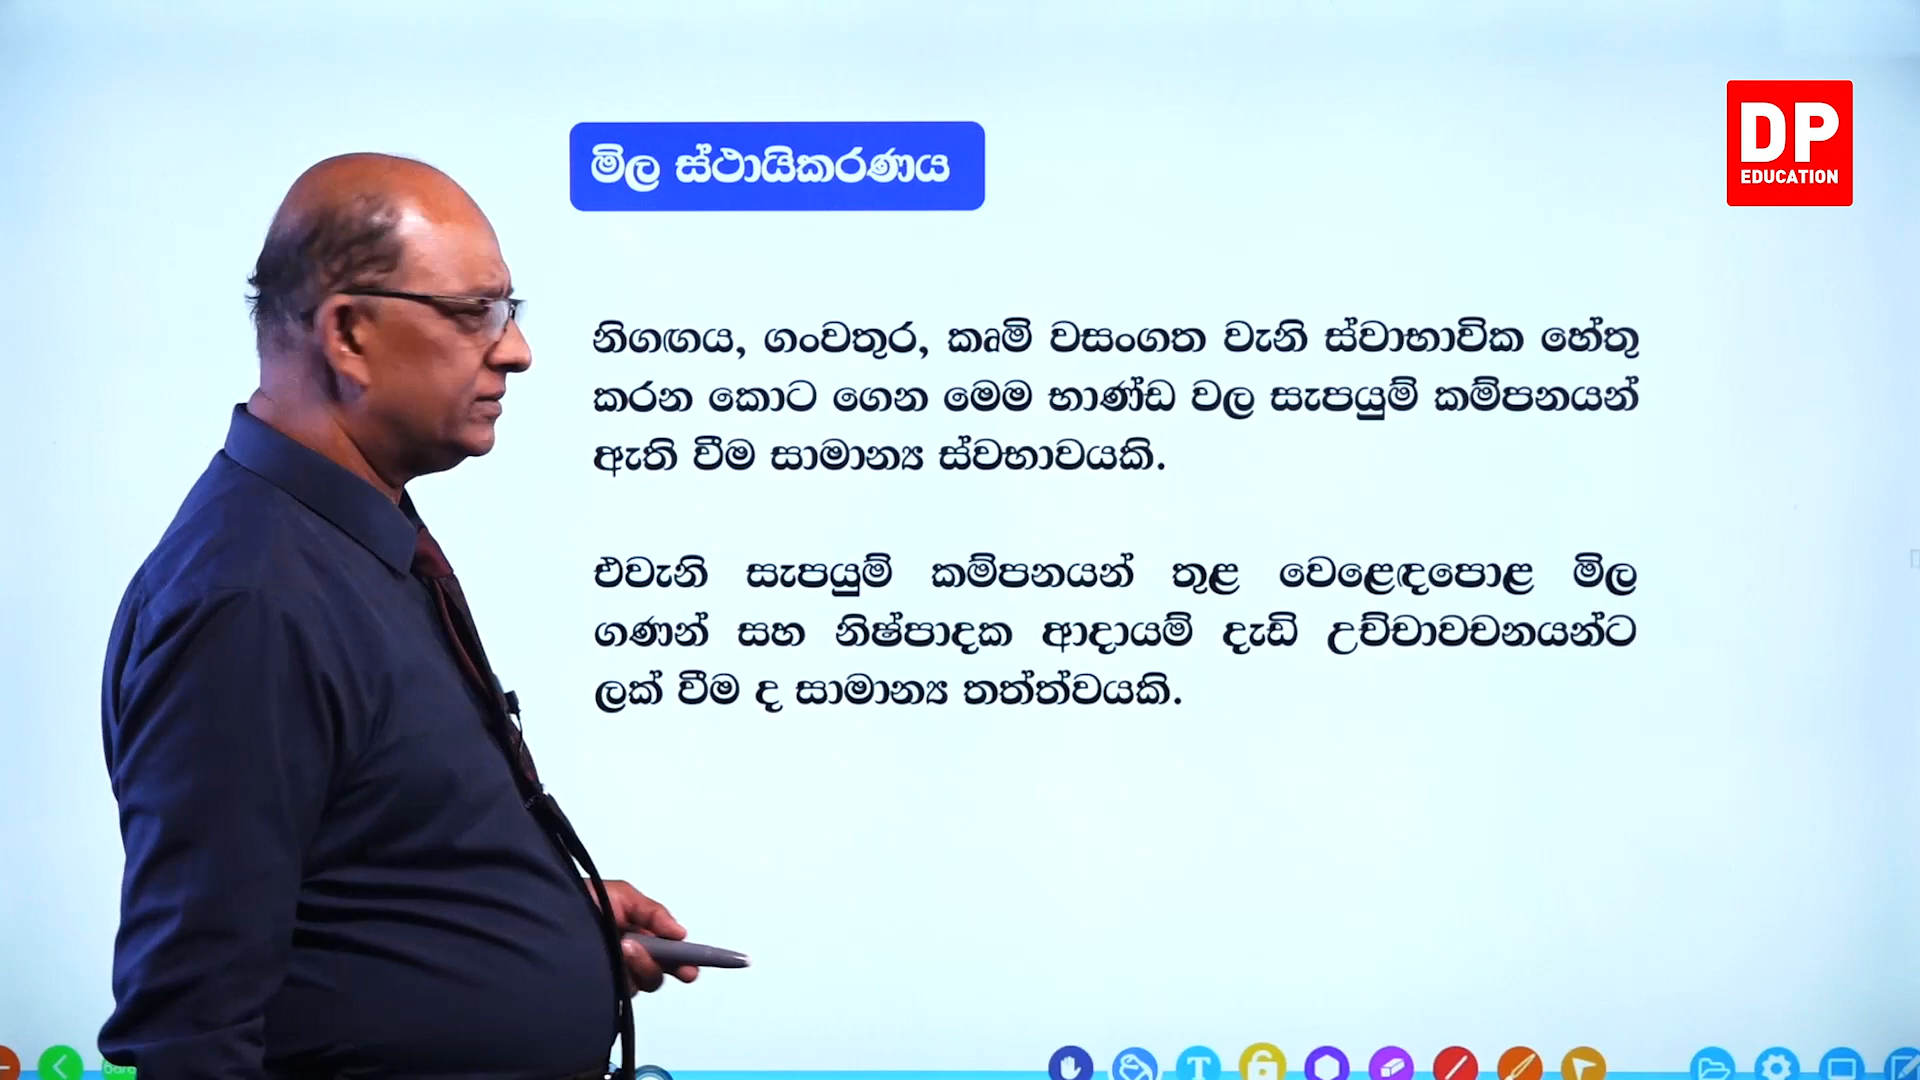 DP
EDUCATION
මිල ස්ථායිකරණය
නිගඟය, ගංවතුර, කෘමි වසංගත වැනි ස්වාභාවික හේතු
කරන කොට ගෙන මෙම භාණ්ඩ වල සැපයුම් කම්පනයන්
ඇති වීම සාමාන්‍ය ස්වභාවයකි.
එවැනි සැපයුම් කම්පනයන් තුළ වෙළෙඳපොළ මිල
ගණන් සහ නිෂ්පාදක ආදායම් දැඩි උච්චාවචනයන්ට
ලක් වීම ද සාමාන්‍ය තත්ත්වයකි.